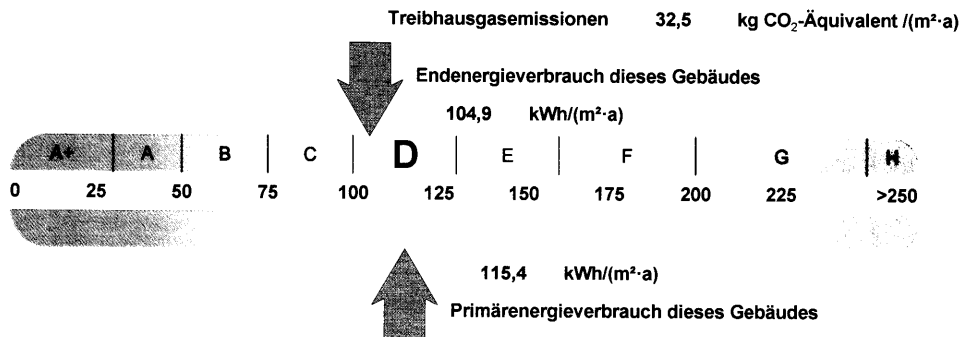 Treibhausgasemissionen 32,5 kg CO₂-Äquivalent /(m²·a)
Endenergieverbrauch dieses Gebäudes
104,9 kWh/(m²·a)
A+ A B C D E F G H
0 25 50 75 100 125 150 175 200 225 >250
115,4 kWh/(m²·a)
Primärenergieverbrauch dieses Gebäudes